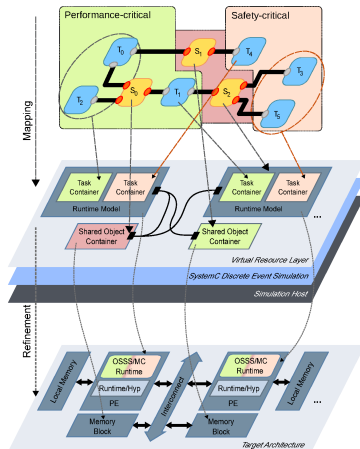 Performance-critical
Safety-critical
T0
S1
T4
T3
T2
S0
T1
S2
T5
Mapping
Task
Container
Task
Container
Runtime Model
Task
Container
Task
Container
Runtime Model
...
Shared Object
Container
Shared Object
Container
Virtual Resource Layer
SystemC Discrete Event Simulation
Simulation Host
Refinement
Local Memory
OSSS/MC
Runtime
Runtime/Hyp
PE
Interconnect
OSSS/MC
Runtime
Runtime/Hyp
PE
Local Memory
...
Memory
Block
Memory
Block
Target Architecture